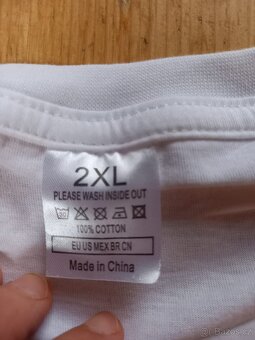 2XL
PLEASE WASH INSIDE OUT
100% COTTON
EU US MEX BR CN
Made in China